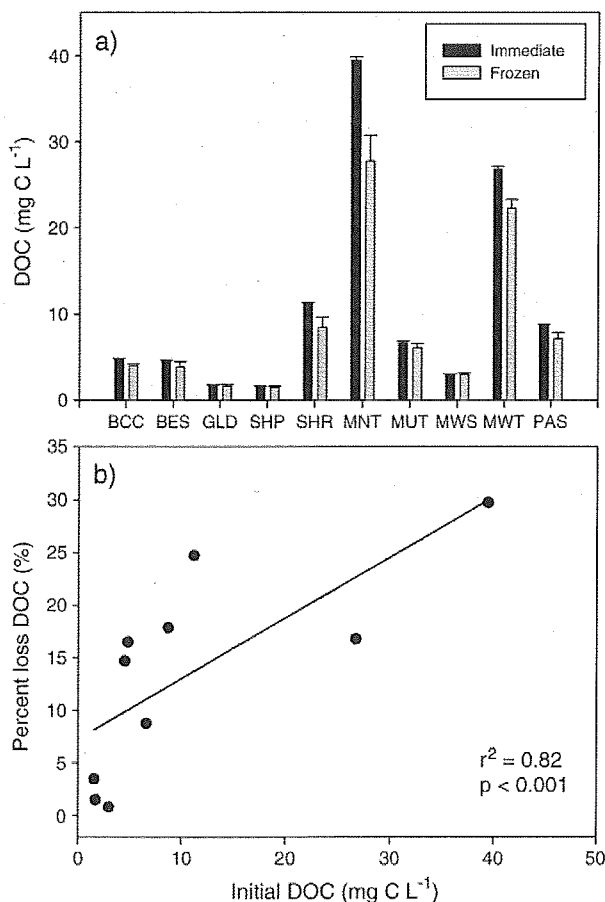 a)
Immediate
Frozen
DOC (mg C L⁻¹)
40
30
20
10
0
BCC BES GLD SHP SHR MNT MUT MWS MWT PAS
b)
Percent loss DOC (%)
35
30
25
20
15
10
5
0
r² = 0.82
p < 0.001
0 10 20 30 40 50
Initial DOC (mg C L⁻¹)